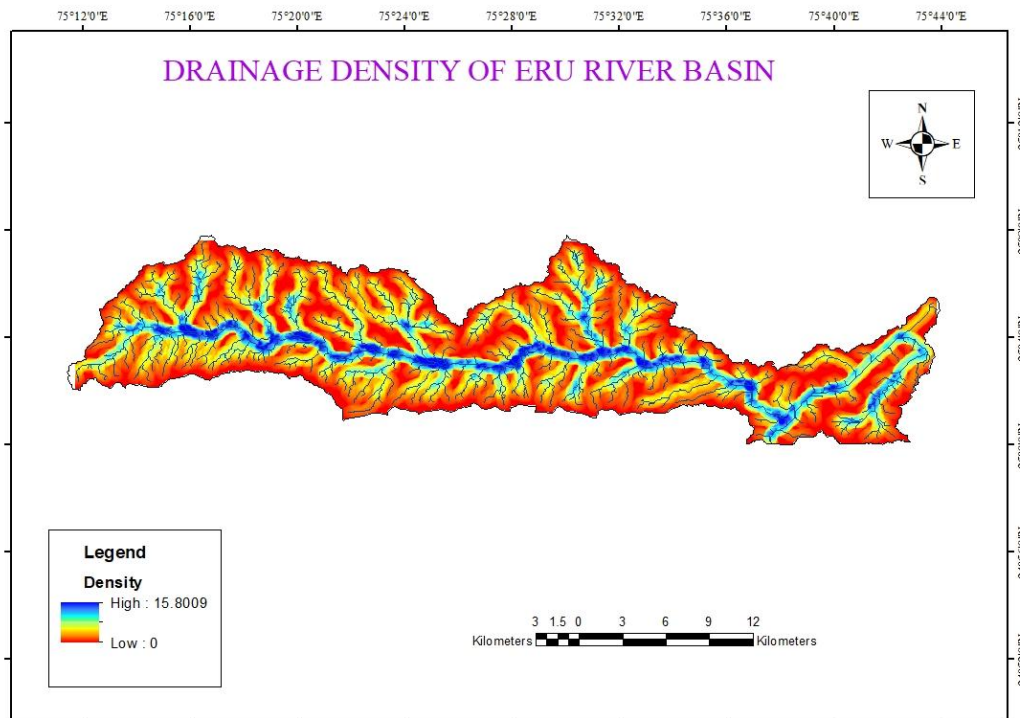 75°12'0"E 75°16'0"E 75°20'0"E 75°24'0"E 75°28'0"E 75°32'0"E 75°36'0"E 75°40'0"E 75°44'0"E
DRAINAGE DENSITY OF ERU RIVER BASIN
N
W E
S
Legend
Density
High : 15.8009
Low : 0
3 1.5 0 3 6 9 12
Kilometers Kilometers